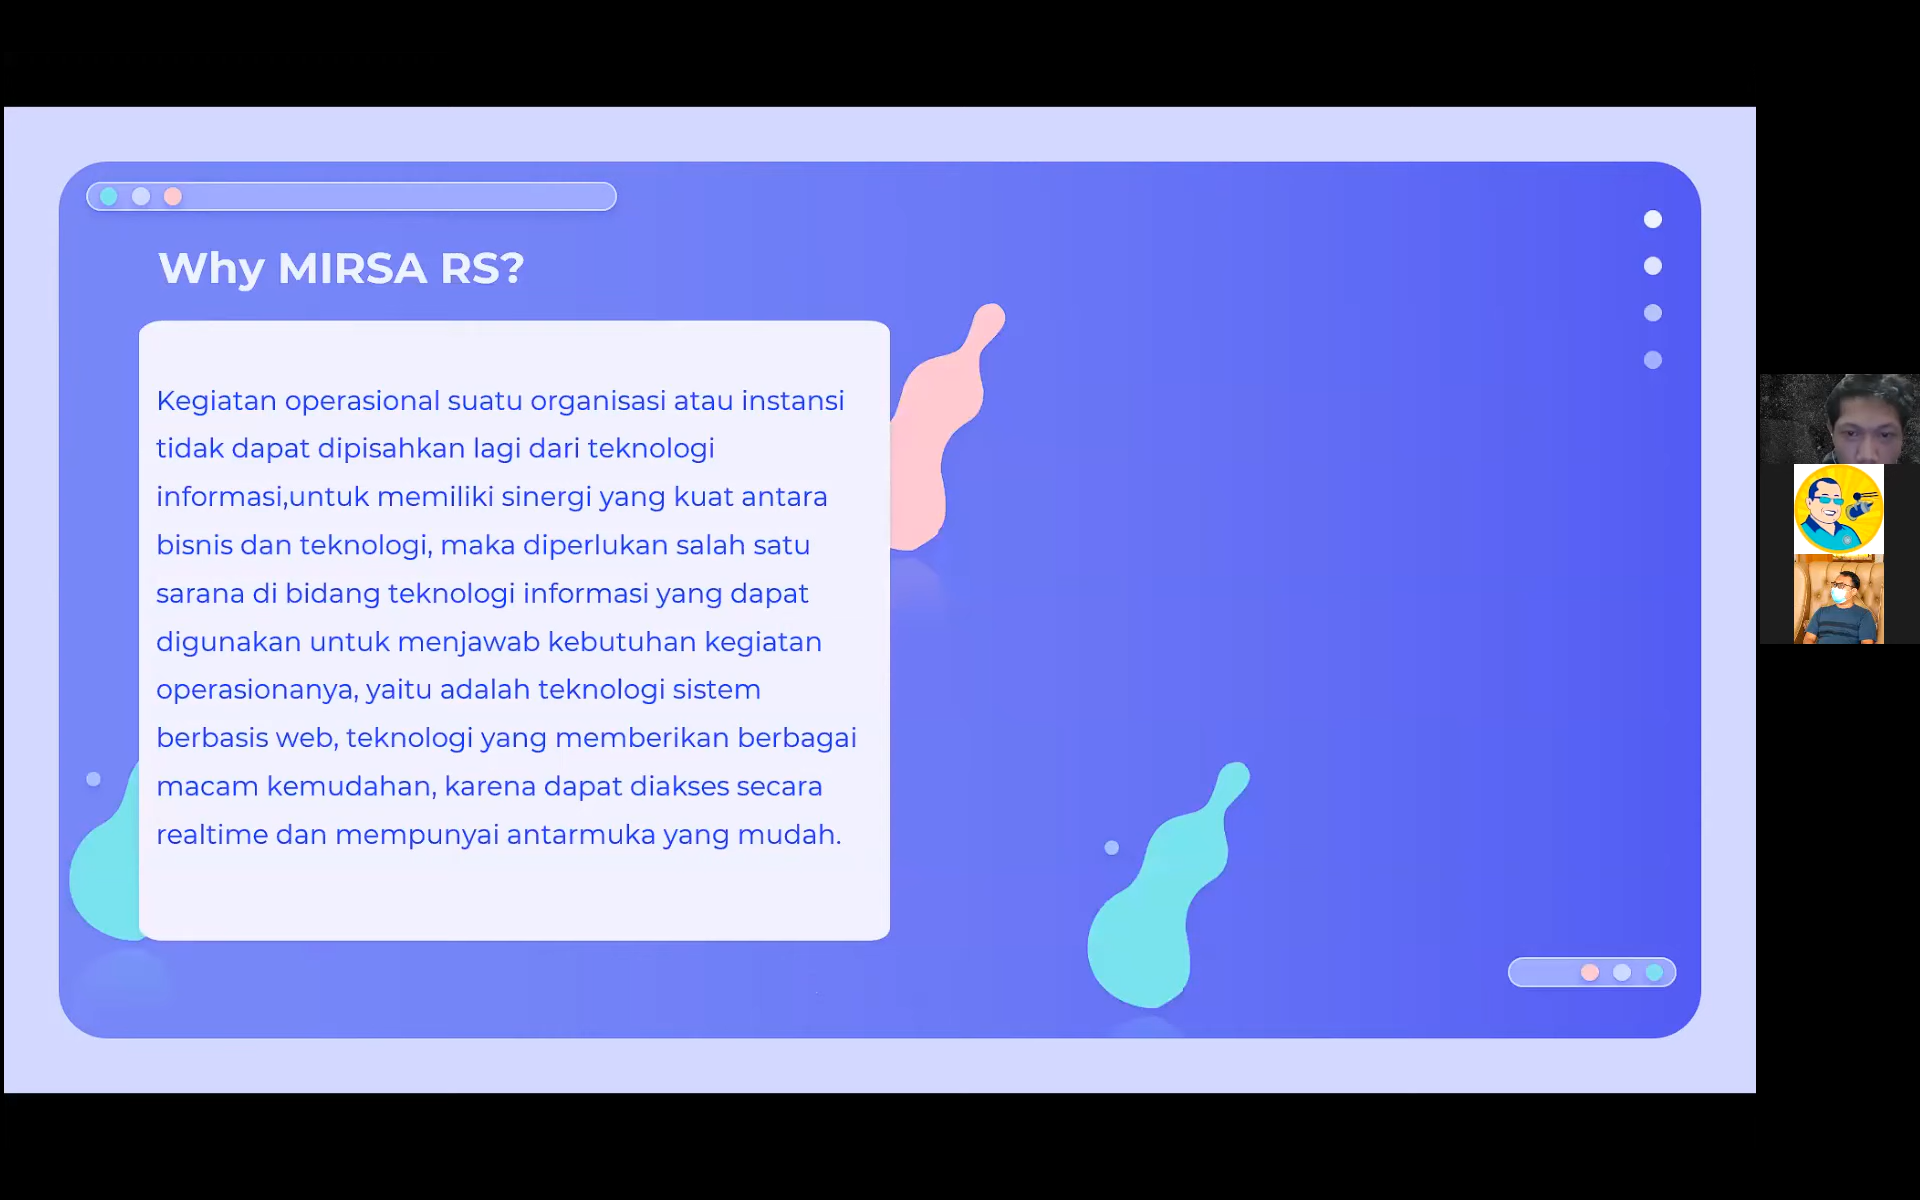 Why MIRSA RS?
Kegiatan operasional suatu organisasi atau instansi
tidak dapat dipisahkan lagi dari teknologi
informasi,untuk memiliki sinergi yang kuat antara
bisnis dan teknologi, maka diperlukan salah satu
sarana di bidang teknologi informasi yang dapat
digunakan untuk menjawab kebutuhan kegiatan
operasionanya, yaitu adalah teknologi sistem
berbasis web, teknologi yang memberikan berbagai
macam kemudahan, karena dapat diakses secara
realtime dan mempunyai antarmuka yang mudah.